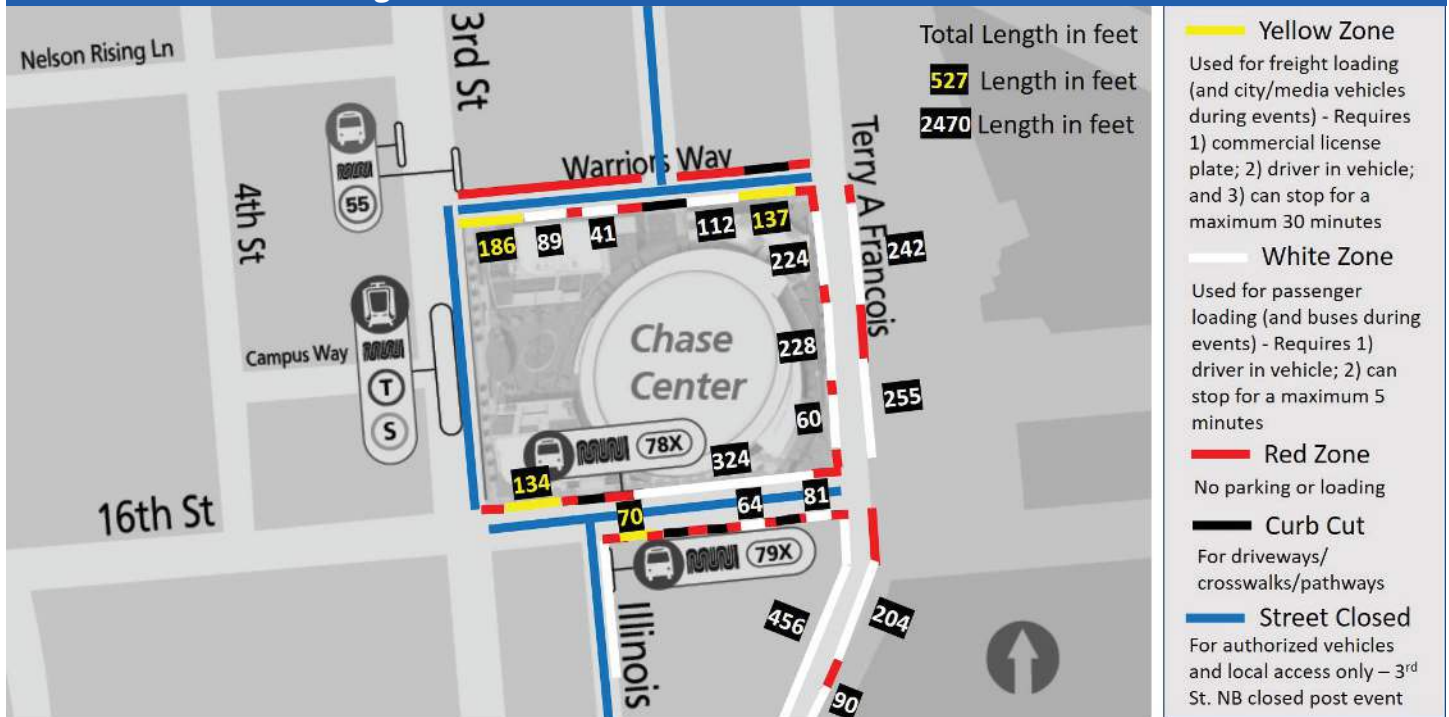 Nelson Rising Ln
3rd St
4th St
55
Warriors Way
Terry A Francois
Total Length in feet
527 Length in feet
2470 Length in feet
186
89
41
112
137
224
242
228
255
60
Campus Way
T
S
Chase
Center
78X
324
134
16th St
70
64
81
79X
Illinois
456
204
90
Yellow Zone
Used for freight loading
(and city/media vehicles
during events) - Requires
1) commercial license
plate; 2) driver in vehicle;
and 3) can stop for a
maximum 30 minutes
White Zone
Used for passenger
loading (and buses during
events) - Requires 1)
driver in vehicle; 2) can
stop for a maximum 5
minutes
Red Zone
No parking or loading
Curb Cut
For driveways/
crosswalks/pathways
Street Closed
For authorized vehicles
and local access only – 3rd
St. NB closed post event